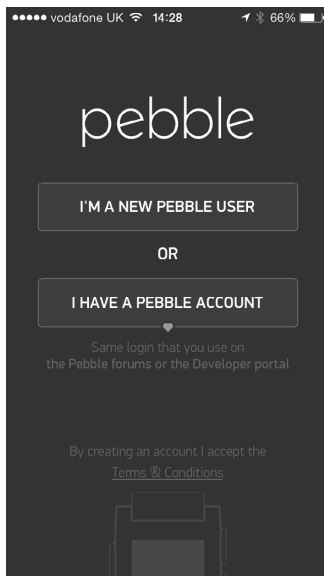 vodafone UK 14:28 66%
pebble
I'M A NEW PEBBLE USER
OR
I HAVE A PEBBLE ACCOUNT
Same login that you use on
the Pebble forums or the Developer portal
By creating an account I accept the
Terms & Conditions